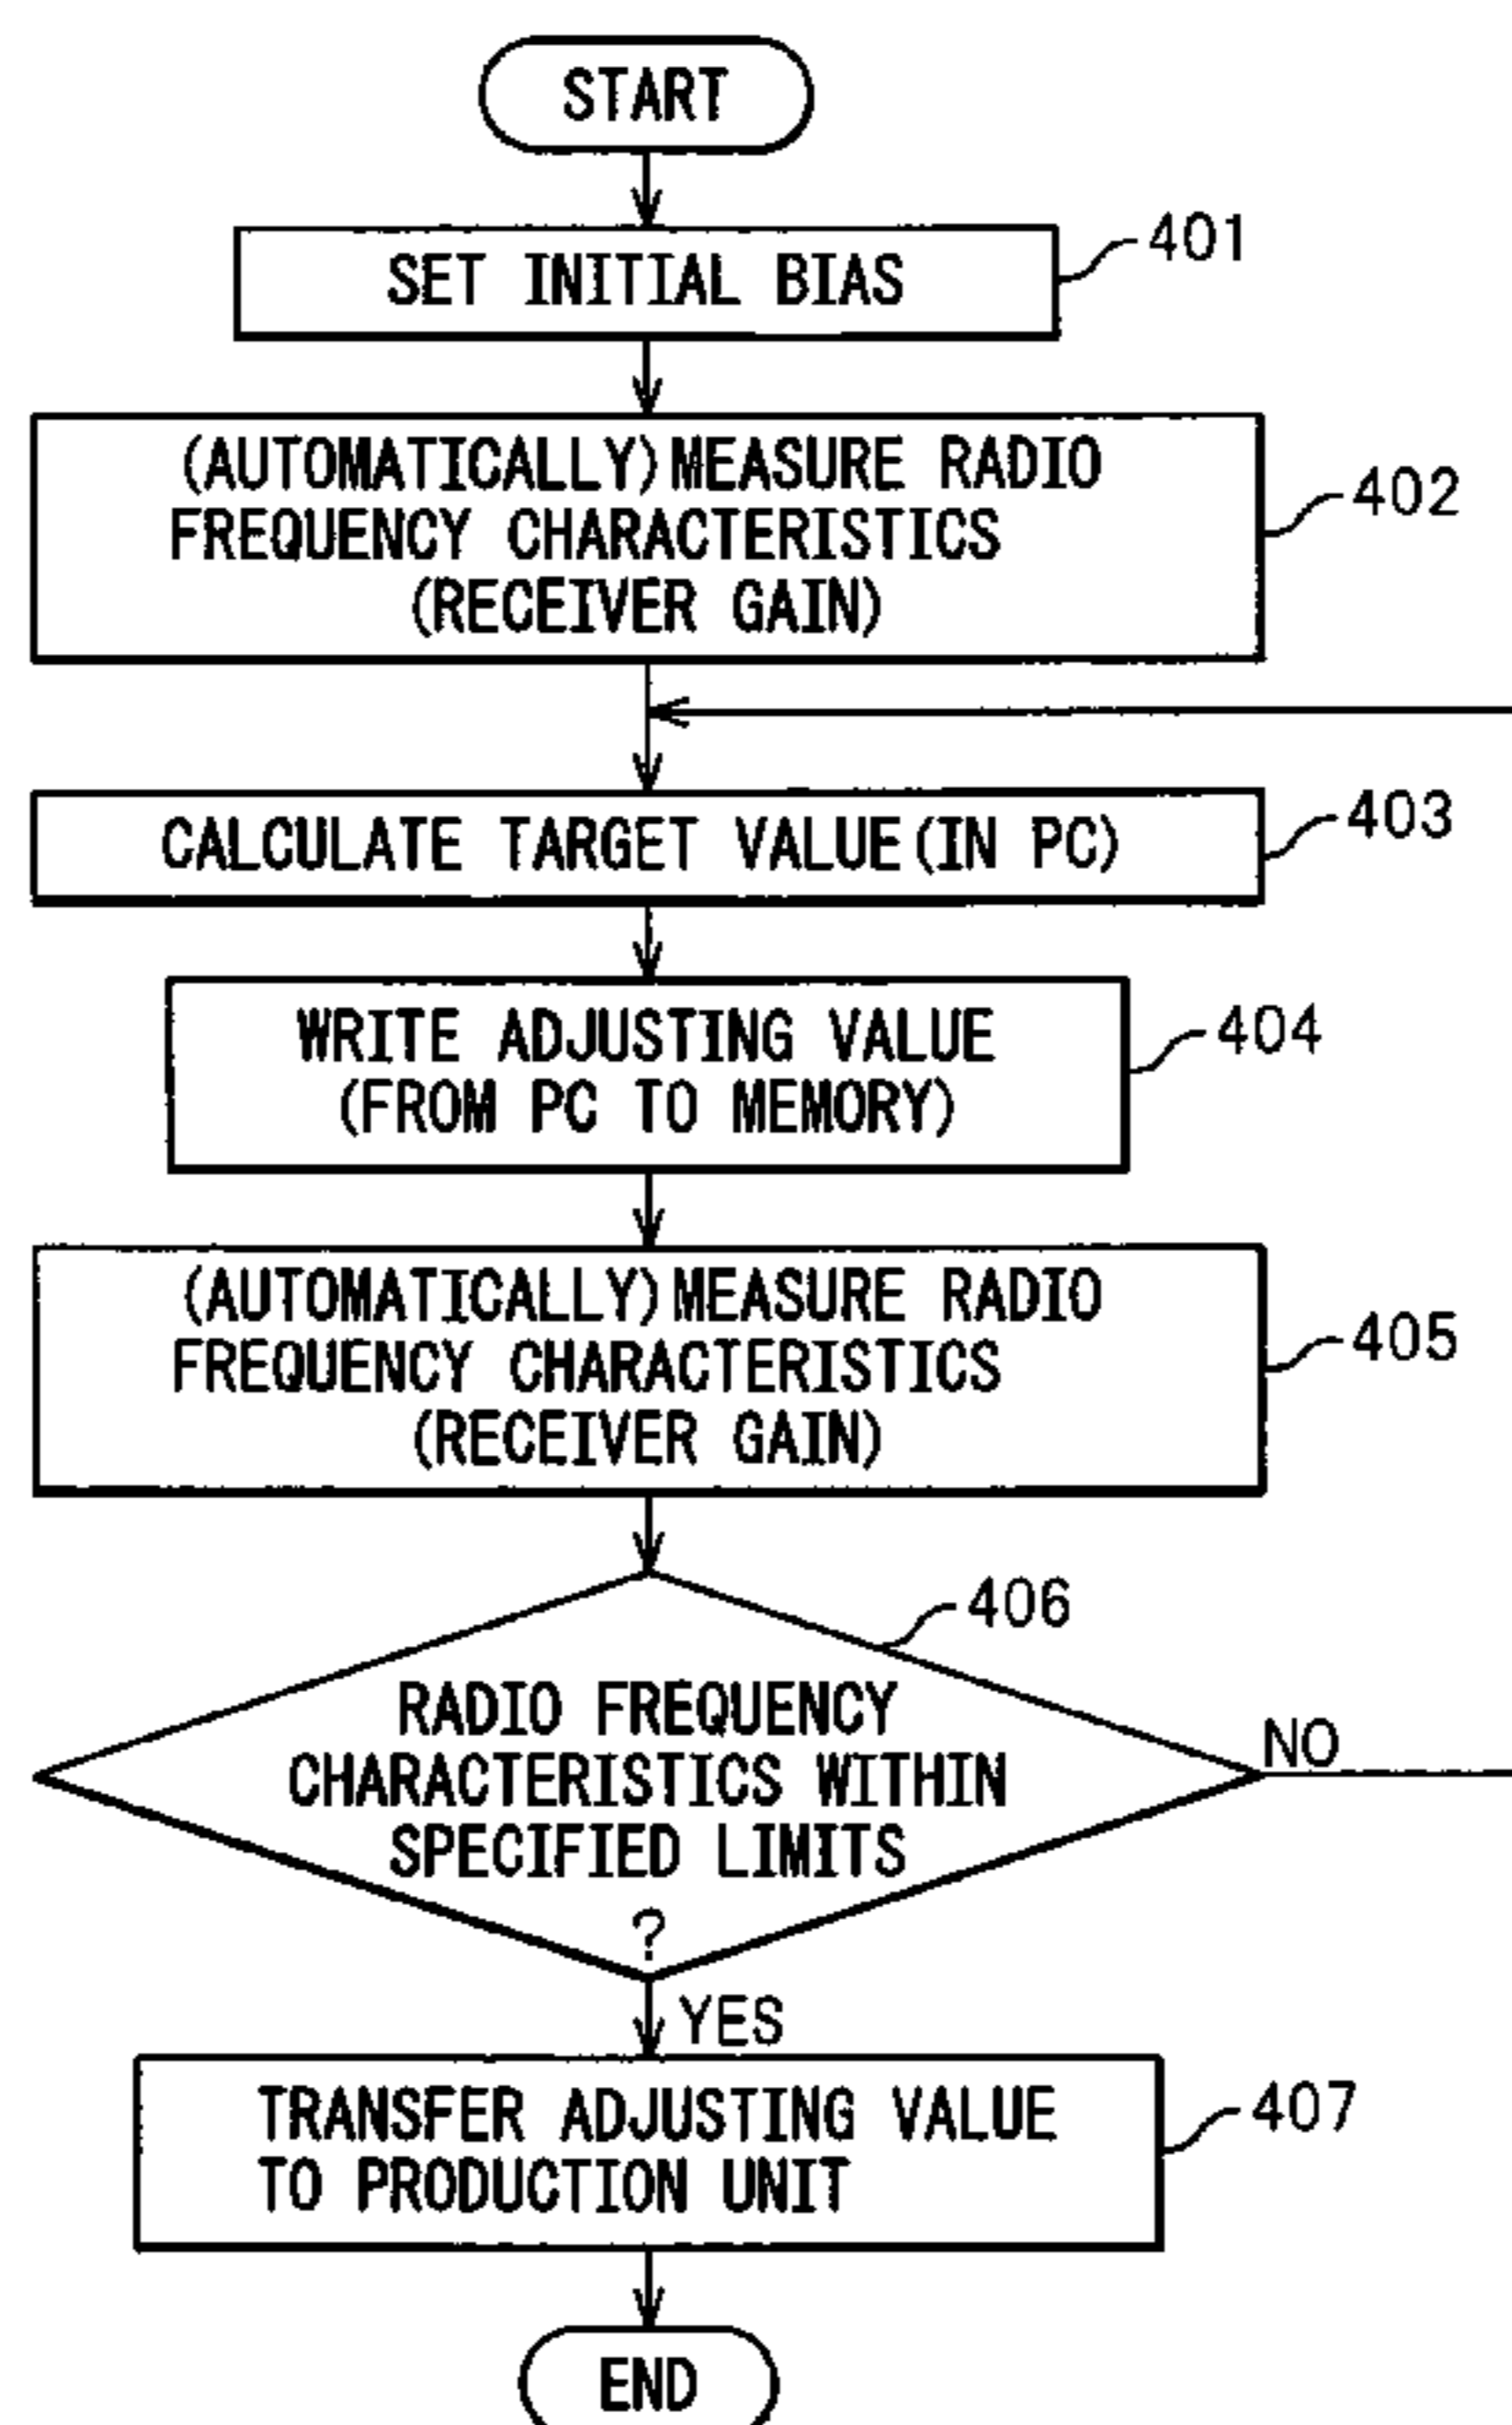 START
SET INITIAL BIAS
401
(AUTOMATICALLY)MEASURE RADIO
FREQUENCY CHARACTERISTICS
(RECEIVER GAIN)
402
CALCULATE TARGET VALUE(IN PC)
403
WRITE ADJUSTING VALUE
(FROM PC TO MEMORY)
404
(AUTOMATICALLY)MEASURE RADIO
FREQUENCY CHARACTERISTICS
(RECEIVER GAIN)
405
406
RADIO FREQUENCY
CHARACTERISTICS WITHIN
SPECIFIED LIMITS
?
NO
YES
TRANSFER ADJUSTING VALUE
TO PRODUCTION UNIT
407
END